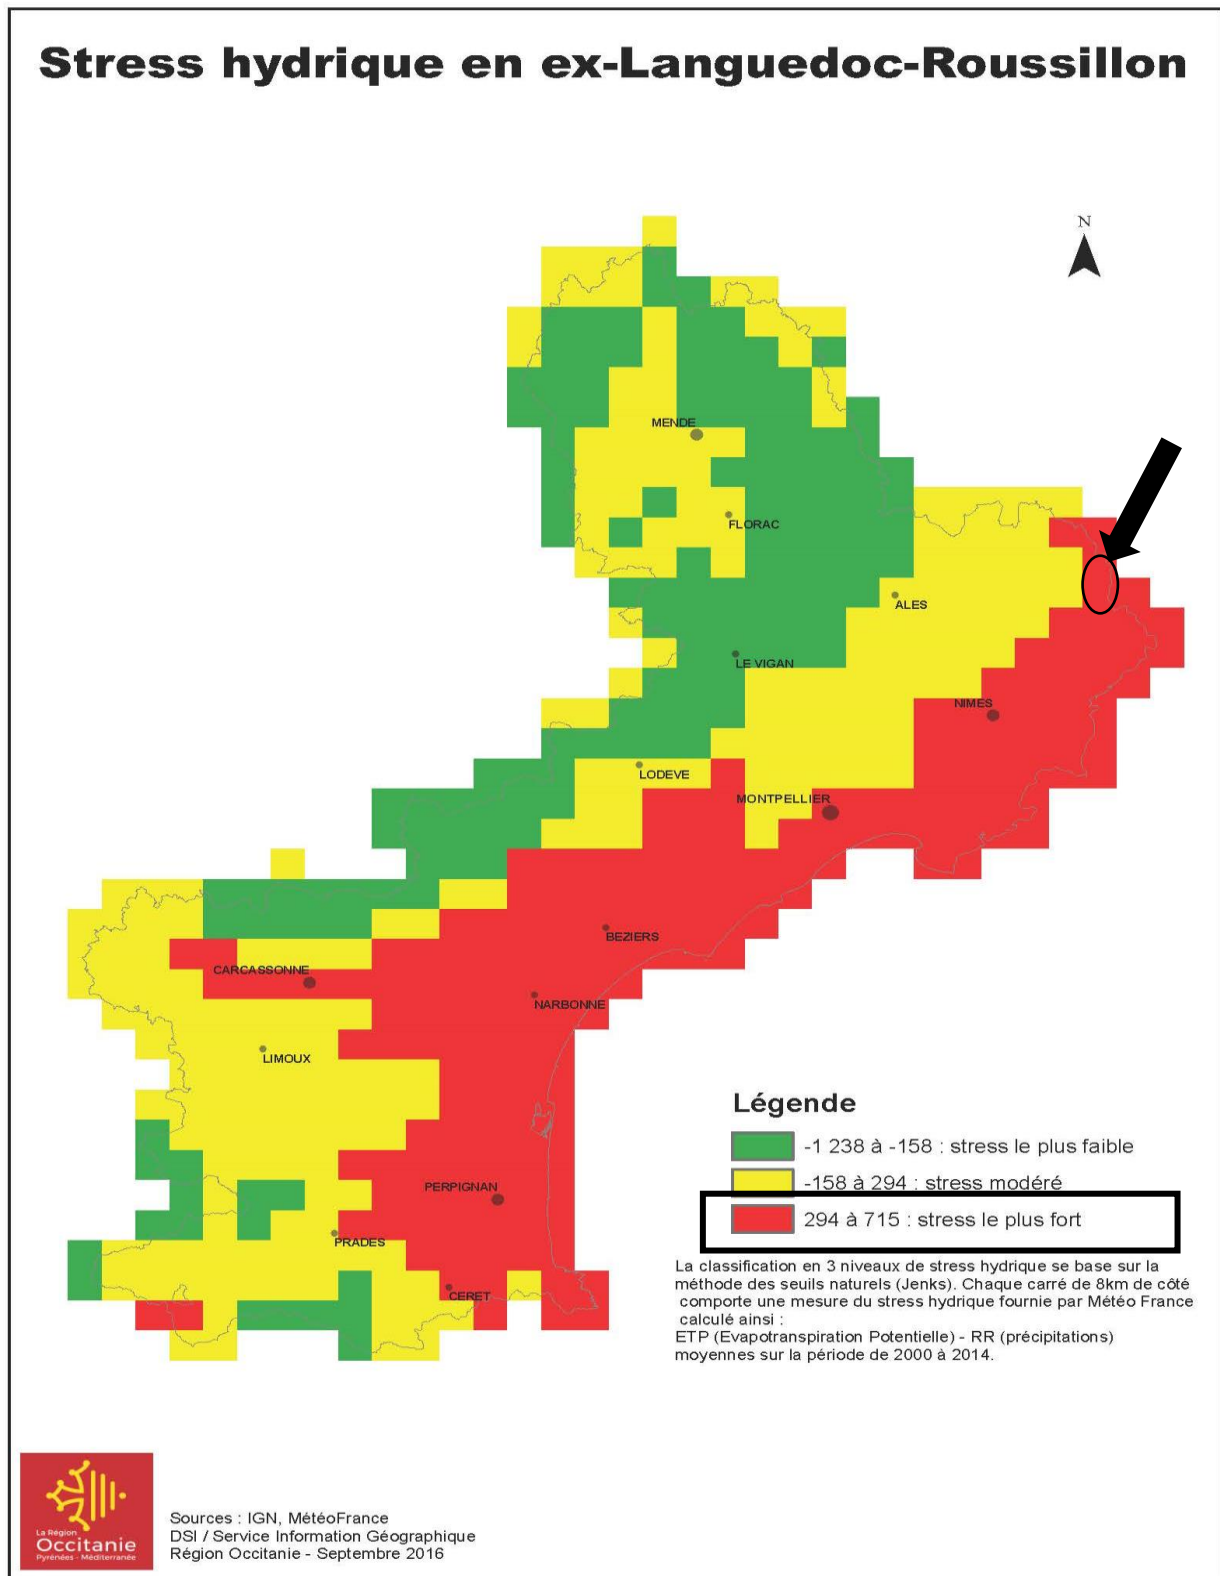 Stress hydrique en ex-Languedoc-Roussillon
N
MENDE
FLORAC
ALES
LE VIGAN
NIMES
LODEVE
MONTPELLIER
BEZIERS
CARCASSONNE
NARBONNE
LIMOUX
PERPIGNAN
PRADES
CERET
Légende
-1 238 à -158 : stress le plus faible
-158 à 294 : stress modéré
294 à 715 : stress le plus fort
La classification en 3 niveaux de stress hydrique se base sur la
méthode des seuils naturels (Jenks). Chaque carré de 8km de côté
comporte une mesure du stress hydrique fournie par Météo France
calculé ainsi :
ETP (Evapotranspiration Potentielle) - RR (précipitations)
moyennes sur la période de 2000 à 2014.
La Région
Occitanie
Pyrénées - Méditerranée
Sources : IGN, MétéoFrance
DSI / Service Information Géographique
Région Occitanie - Septembre 2016